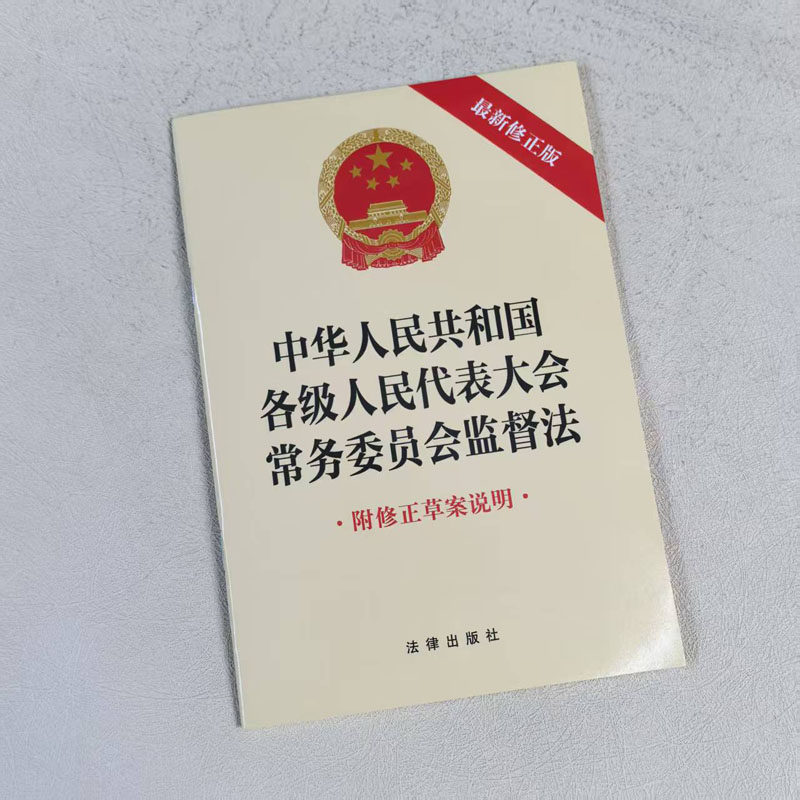 最新修正版
中华人民共和国
各级人民代表大会
常务委员会监督法
·附修正草案说明·
法律出版社